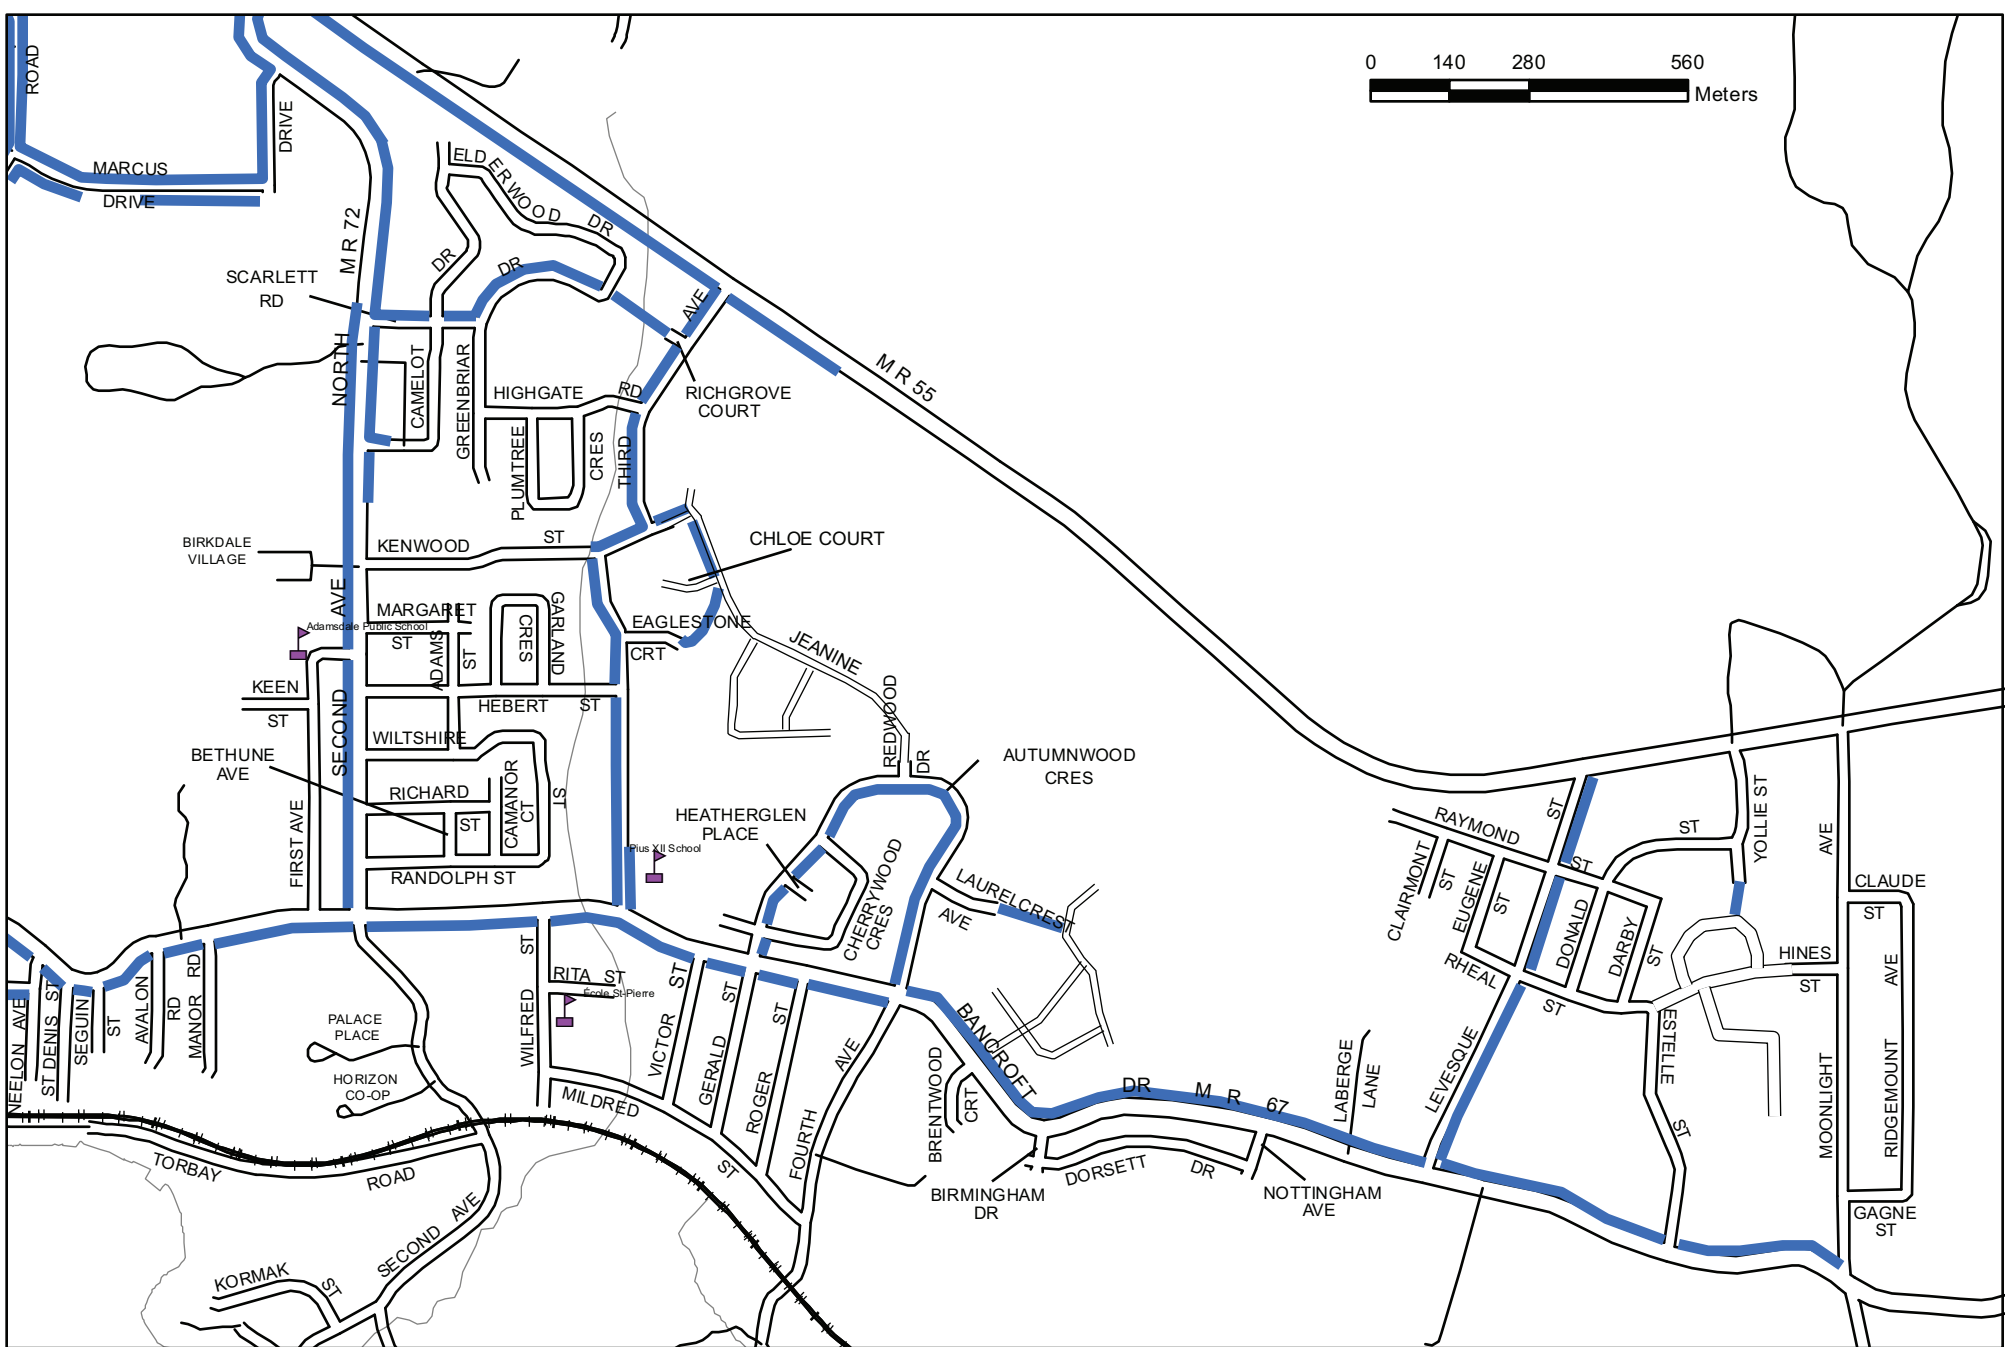 0 140 280 560
Meters
ROAD
DRIVE
MARCUS
DRIVE
M R 72
ELDERWOOD DR
DR
DR
SCARLETT
RD
AVE
M R 55
NORTH
CAMELOT
GREENBRIAR
HIGHGATE RD
RICHGROVE
COURT
PLUMTREE
CRES
THIRD
BIRKDALE
VILLAGE
KENWOOD ST
CHLOE COURT
AVE
MARGARET
ST
Adamsdale Public School
ADAMS
ST
CRES
GARLAND
EAGLESTONE
CRT
JEANINE
KEEN
ST
HEBERT ST
SECOND
WILTSHIRE
REDWOOD
DR
AUTUMNWOOD
CRES
BETHUNE
AVE
RICHARD
ST
CAMANOR
CT
ST
FIRST AVE
RANDOLPH ST
Pius XII School
HEATHERGLEN
PLACE
CHERRYWOOD
CRES
LAURELCREST
AVE
RAYMOND
ST
ST
ST
YOLLIE ST
AVE
CLAIRMONT
ST
EUGENE
ST
DONALD
DARBY
ST
CLAUDE
ST
RHEAL
ST
HINES
ST
AVE
NEELON AVE
ST DENIS ST
SEGUIN
ST
AVALON
RD
MANOR RD
WILFRED
ST
RITA ST
École St-Pierre
VICTOR
ST
GERALD
ST
ROGER
ST
FOURTH
AVE
BANCROFT
DR M R 67
PALACE
PLACE
HORIZON
CO-OP
MILDRED
ST
BRENTWOOD
CRT
LABERGE
LANE
LEVESQUE
ESTELLE
ST
MOONLIGHT
RIDGEMOUNT
TORBAY
ROAD
DORSETT
DR
BIRMINGHAM
DR
NOTTINGHAM
AVE
GAGNE
ST
SECOND AVE
KORMAK
ST